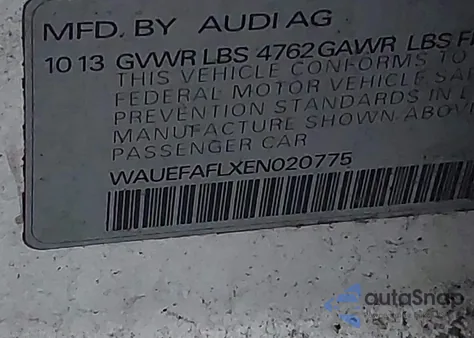 MFD. BY AUDI AG
10 13 GVWR LBS 4762 GAWR LBS
THIS VEHICLE CONFORMS TO
FEDERAL MOTOR VEHICLE
PREVENTION STANDARDS IN
MANUFACTURE SHOWN
PASSENGER CAR
WAUEFAFLXEN020775
autoSnap